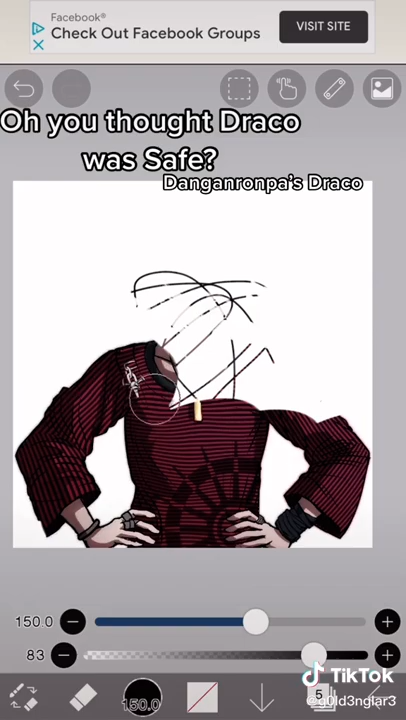 Facebook®
Check Out Facebook Groups
VISIT SITE
Oh you thought Draco
was Safe?
Danganronpa's Draco
150.0
83
150.0
5
TikTok
@g0ld3nglar3